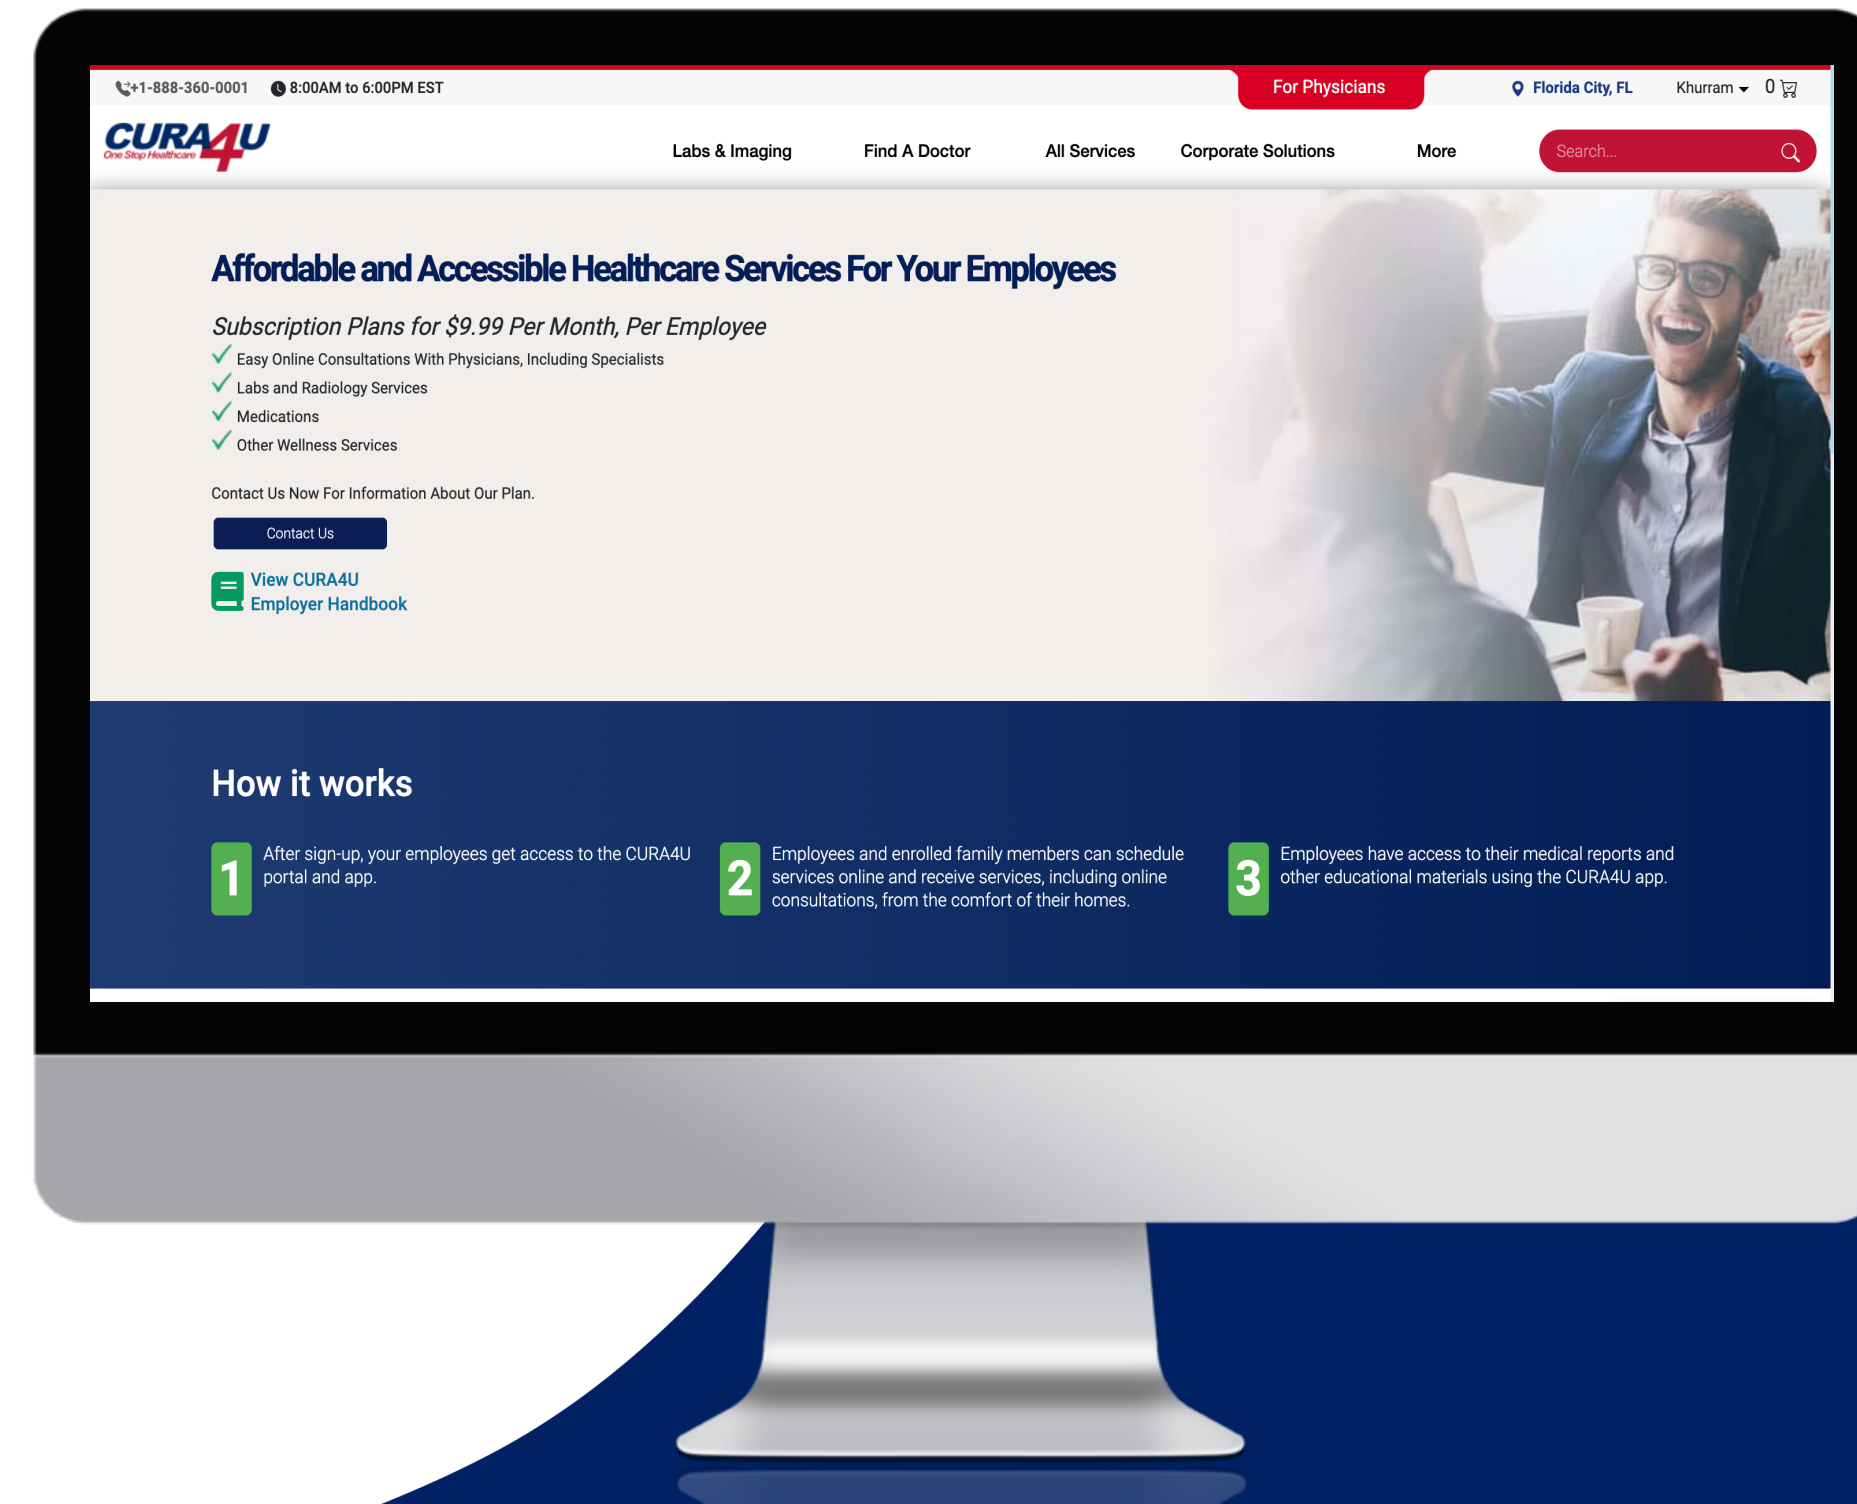 +1-888-360-0001 8:00AM to 6:00PM EST For Physicians Florida City, FL Khurram 0
CURA4U
One Stop Healthcare
Labs & Imaging Find A Doctor All Services Corporate Solutions More Search...
Affordable and Accessible Healthcare Services For Your Employees
Subscription Plans for $9.99 Per Month, Per Employee
Easy Online Consultations With Physicians, Including Specialists
Labs and Radiology Services
Medications
Other Wellness Services
Contact Us Now For Information About Our Plan.
Contact Us
View CURA4U
Employer Handbook
How it works
1
After sign-up, your employees get access to the CURA4U
portal and app.
2
Employees and enrolled family members can schedule
services online and receive services, including online
consultations, from the comfort of their homes.
3
Employees have access to their medical reports and
other educational materials using the CURA4U app.